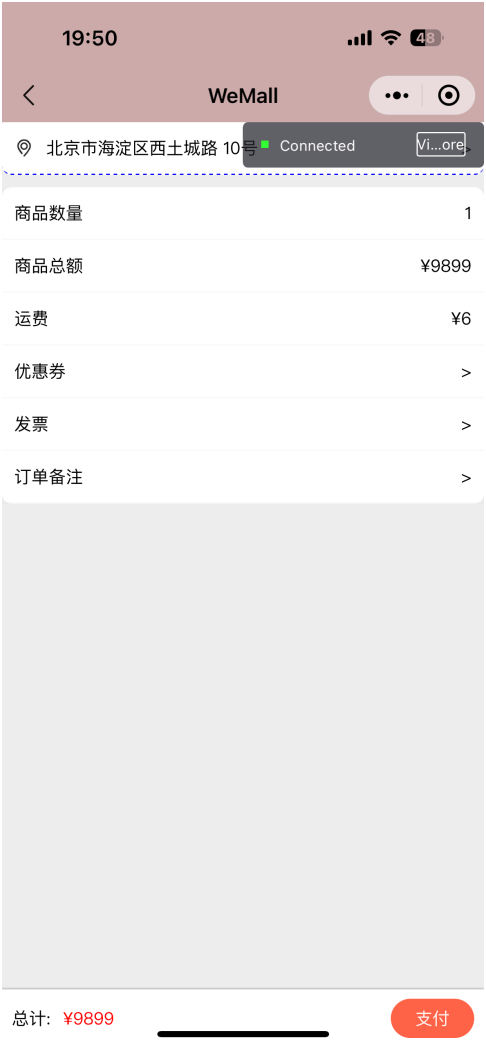 19:50
48
WeMall
北京市海淀区西土城路 10号
Connected
Vi...ore
>
商品数量
1
商品总额
¥9899
运费
¥6
优惠券
>
发票
>
订单备注
>
总计: ¥9899
支付